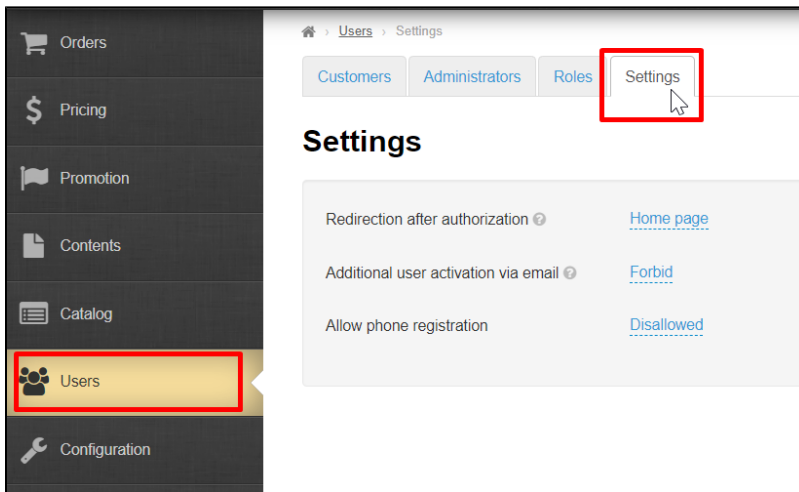 Orders
Pricing
Promotion
Contents
Catalog
Users
Configuration
› Users › Settings
Customers Administrators Roles Settings
Settings
Redirection after authorization ? Home page
Additional user activation via email ? Forbid
Allow phone registration Disallowed